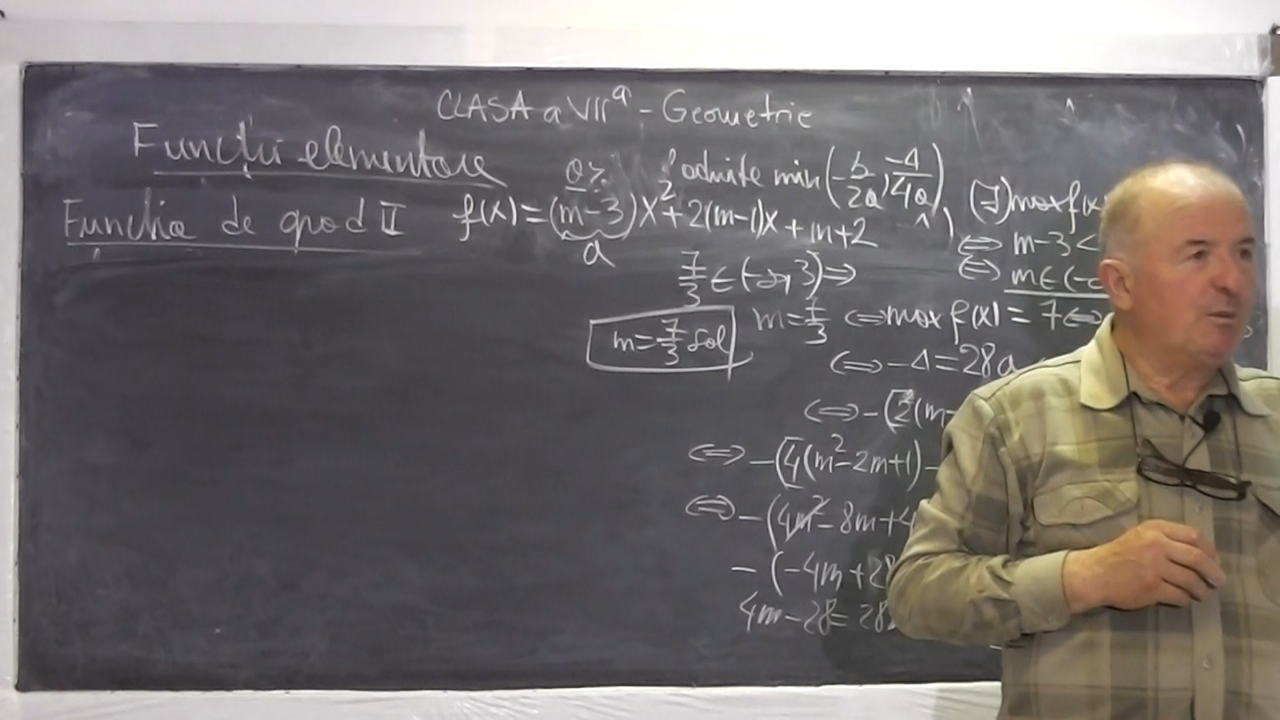 CLASA a VII a - Geometrie
Funcții elementare
a> f admite min (-b/2a, -Δ/4a)
Funcția de grad II f(x) = (m-3)x² + 2(m-1)x + m+2
a
(∃) max f(x)
⇔ m-3 <
⇔ m∈(-
7/3 ∈ (-∞, 3) ⇒
m = 7/3 ⇔ max f(x) = 7 ⇔
m = 7/3 sol
⇔ -Δ = 28a
⇔ -(2²(m-
⇔ -(4(m²-2m+1)-
⇔ -(4m²-8m+4
-(-4m+28
4m-28 = 28